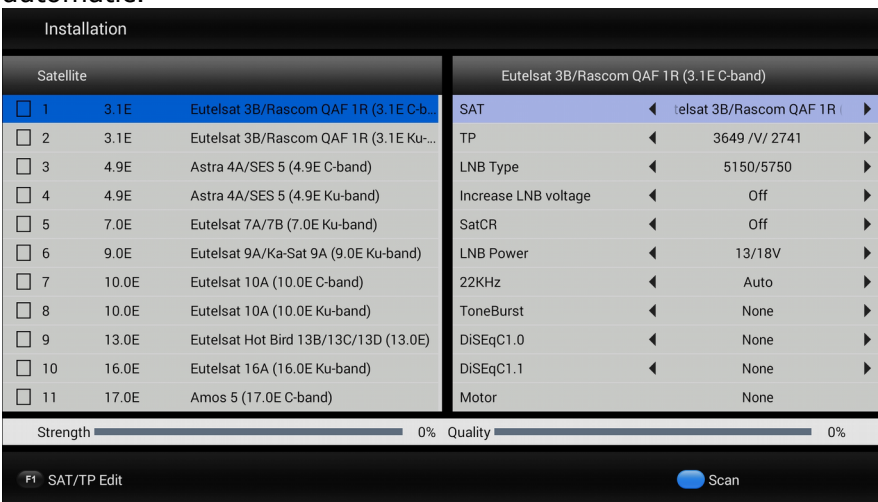 automatic.
Installation
Satellite
Eutelsat 3B/Rascom QAF 1R (3.1E C-band)
1 3.1E Eutelsat 3B/Rascom QAF 1R (3.1E C-b...
2 3.1E Eutelsat 3B/Rascom QAF 1R (3.1E Ku-...
3 4.9E Astra 4A/SES 5 (4.9E C-band)
4 4.9E Astra 4A/SES 5 (4.9E Ku-band)
5 7.0E Eutelsat 7A/7B (7.0E Ku-band)
6 9.0E Eutelsat 9A/Ka-Sat 9A (9.0E Ku-band)
7 10.0E Eutelsat 10A (10.0E C-band)
8 10.0E Eutelsat 10A (10.0E Ku-band)
9 13.0E Eutelsat Hot Bird 13B/13C/13D (13.0E)
10 16.0E Eutelsat 16A (16.0E Ku-band)
11 17.0E Amos 5 (17.0E C-band)
SAT telsat 3B/Rascom QAF 1R (
TP 3649 /V/ 2741
LNB Type 5150/5750
Increase LNB voltage Off
SatCR Off
LNB Power 13/18V
22KHz Auto
ToneBurst None
DiSEqC1.0 None
DiSEqC1.1 None
Motor None
Strength 0% Quality 0%
F1 SAT/TP Edit
Scan